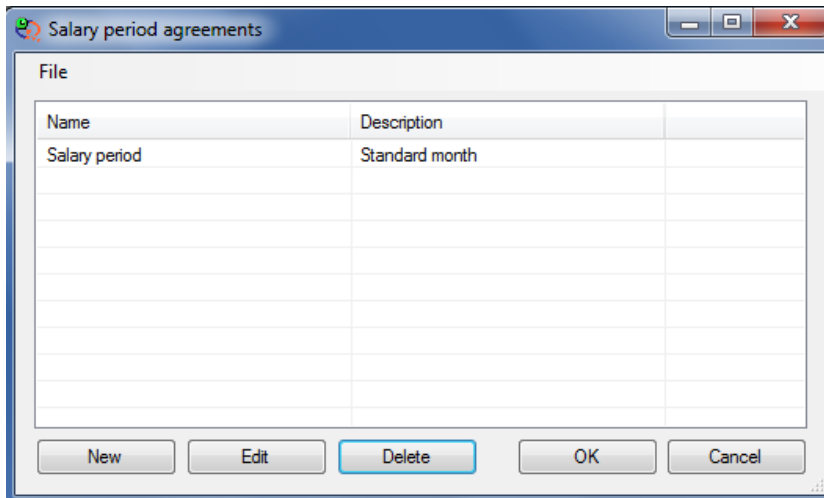 Salary period agreements
File
Name Description
Salary period Standard month
New Edit Delete OK Cancel